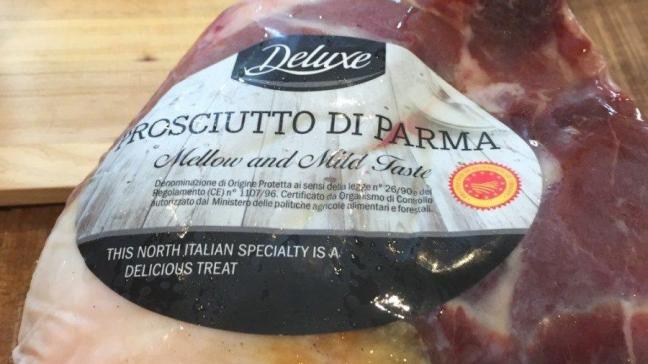 Deluxe
PROSCIUTTO DI PARMA
Mellow and Mild Taste
Denominazione di Origine Protetta ai sensi della legge n° 26/90 e del
Regolamento (CE) n° 1107/96. Certificato da Organismo di Controllo
autorizzato dal Ministero delle politiche agricole alimentari e forestali.
THIS NORTH ITALIAN SPECIALTY IS A
DELICIOUS TREAT